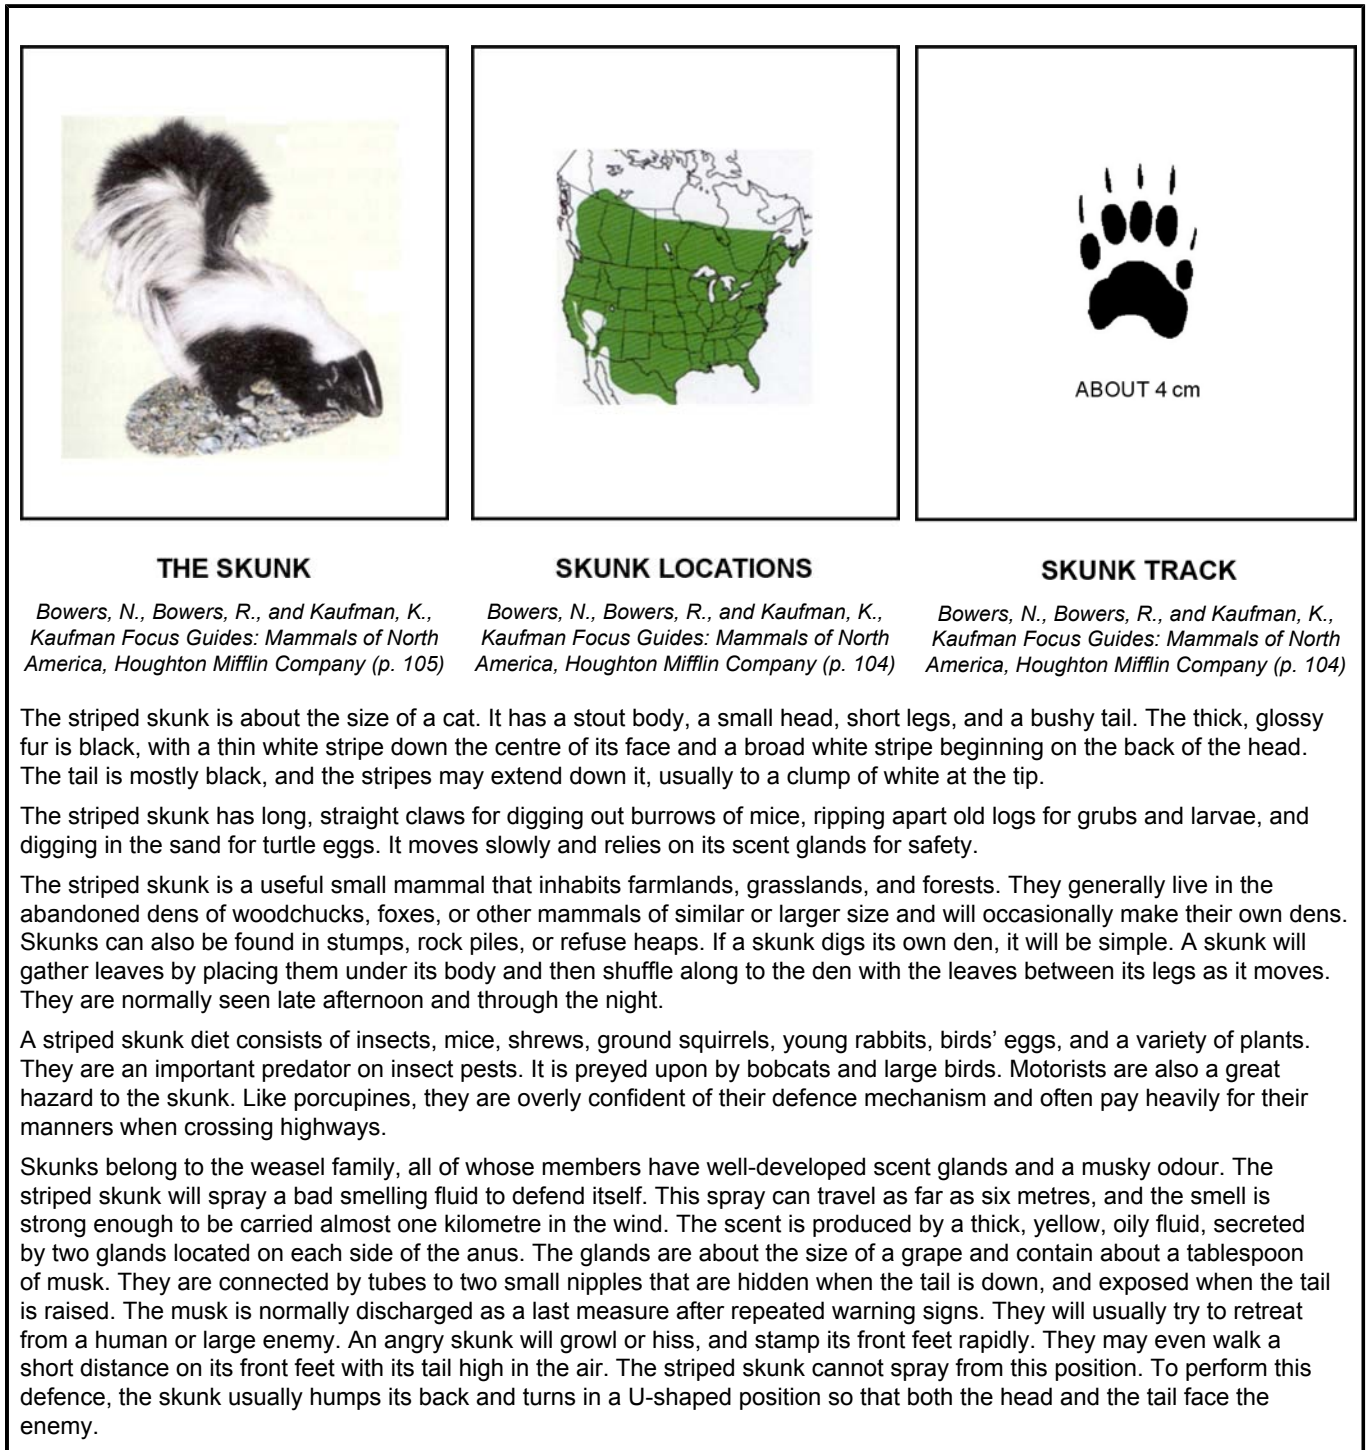 ABOUT 4 cm
THE SKUNK
Bowers, N., Bowers, R., and Kaufman, K.,
Kaufman Focus Guides: Mammals of North
America, Houghton Mifflin Company (p. 105)
SKUNK LOCATIONS
Bowers, N., Bowers, R., and Kaufman, K.,
Kaufman Focus Guides: Mammals of North
America, Houghton Mifflin Company (p. 104)
SKUNK TRACK
Bowers, N., Bowers, R., and Kaufman, K.,
Kaufman Focus Guides: Mammals of North
America, Houghton Mifflin Company (p. 104)
The striped skunk is about the size of a cat. It has a stout body, a small head, short legs, and a bushy tail. The thick, glossy
fur is black, with a thin white stripe down the centre of its face and a broad white stripe beginning on the back of the head.
The tail is mostly black, and the stripes may extend down it, usually to a clump of white at the tip.
The striped skunk has long, straight claws for digging out burrows of mice, ripping apart old logs for grubs and larvae, and
digging in the sand for turtle eggs. It moves slowly and relies on its scent glands for safety.
The striped skunk is a useful small mammal that inhabits farmlands, grasslands, and forests. They generally live in the
abandoned dens of woodchucks, foxes, or other mammals of similar or larger size and will occasionally make their own dens.
Skunks can also be found in stumps, rock piles, or refuse heaps. If a skunk digs its own den, it will be simple. A skunk will
gather leaves by placing them under its body and then shuffle along to the den with the leaves between its legs as it moves.
They are normally seen late afternoon and through the night.
A striped skunk diet consists of insects, mice, shrews, ground squirrels, young rabbits, birds' eggs, and a variety of plants.
They are an important predator on insect pests. It is preyed upon by bobcats and large birds. Motorists are also a great
hazard to the skunk. Like porcupines, they are overly confident of their defence mechanism and often pay heavily for their
manners when crossing highways.
Skunks belong to the weasel family, all of whose members have well-developed scent glands and a musky odour. The
striped skunk will spray a bad smelling fluid to defend itself. This spray can travel as far as six metres, and the smell is
strong enough to be carried almost one kilometre in the wind. The scent is produced by a thick, yellow, oily fluid, secreted
by two glands located on each side of the anus. The glands are about the size of a grape and contain about a tablespoon
of musk. They are connected by tubes to two small nipples that are hidden when the tail is down, and exposed when the tail
is raised. The musk is normally discharged as a last measure after repeated warning signs. They will usually try to retreat
from a human or large enemy. An angry skunk will growl or hiss, and stamp its front feet rapidly. They may even walk a
short distance on its front feet with its tail high in the air. The striped skunk cannot spray from this position. To perform this
defence, the skunk usually humps its back and turns in a U-shaped position so that both the head and the tail face the
enemy.